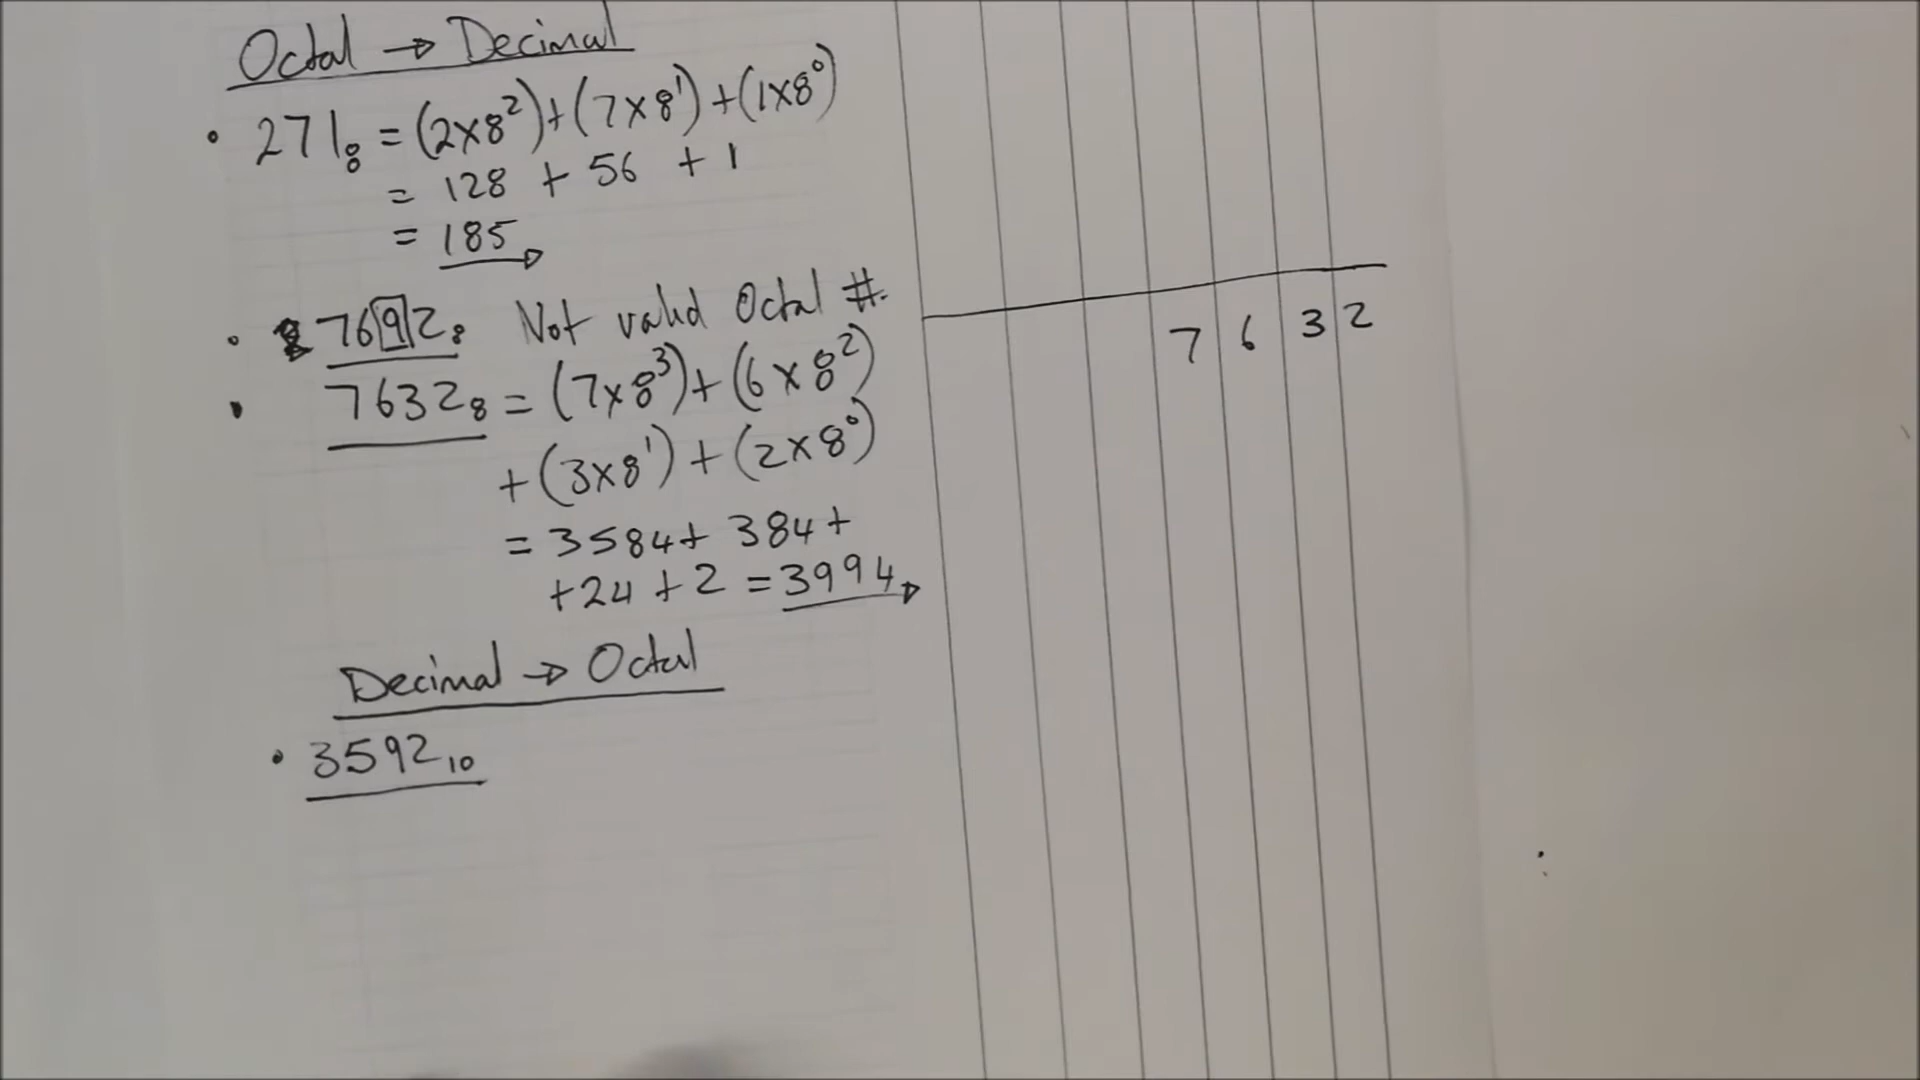 Octal → Decimal
• 271₈ = (2×8²)+(7×8¹)+(1×8⁰)
= 128 + 56 + 1
= 185
• 7692₈ Not valid Octal #.
• 7632₈ = (7×8³)+(6×8²)
+(3×8¹)+(2×8⁰)
= 3584+ 384+
+24 + 2 = 3994
Decimal → Octal
• 3592₁₀
7 6 3 2